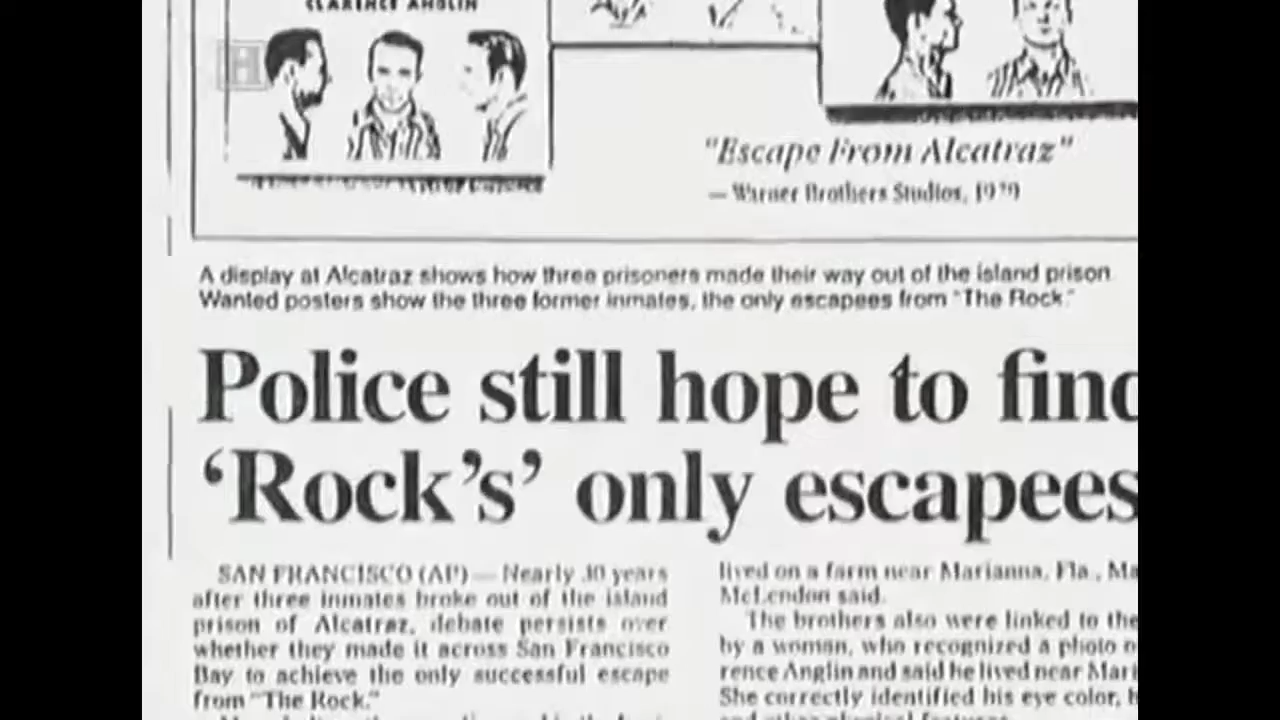 CLARENCE ANGLIN
H
"Escape From Alcatraz"
— Warner Brothers Studios, 1979
A display at Alcatraz shows how three prisoners made their way out of the island prison.
Wanted posters show the three former inmates, the only escapees from "The Rock."
Police still hope to find
'Rock's' only escapees
SAN FRANCISCO (AP) — Nearly 30 years
after three inmates broke out of the island
prison of Alcatraz, debate persists over
whether they made it across San Francisco
Bay to achieve the only successful escape
from "The Rock."
lived on a farm near Marianna, Fla., Ma
McLendon said.
The brothers also were linked to the
by a woman, who recognized a photo o
rence Anglin and said he lived near Mari
She correctly identified his eye color, h
and other physical features.